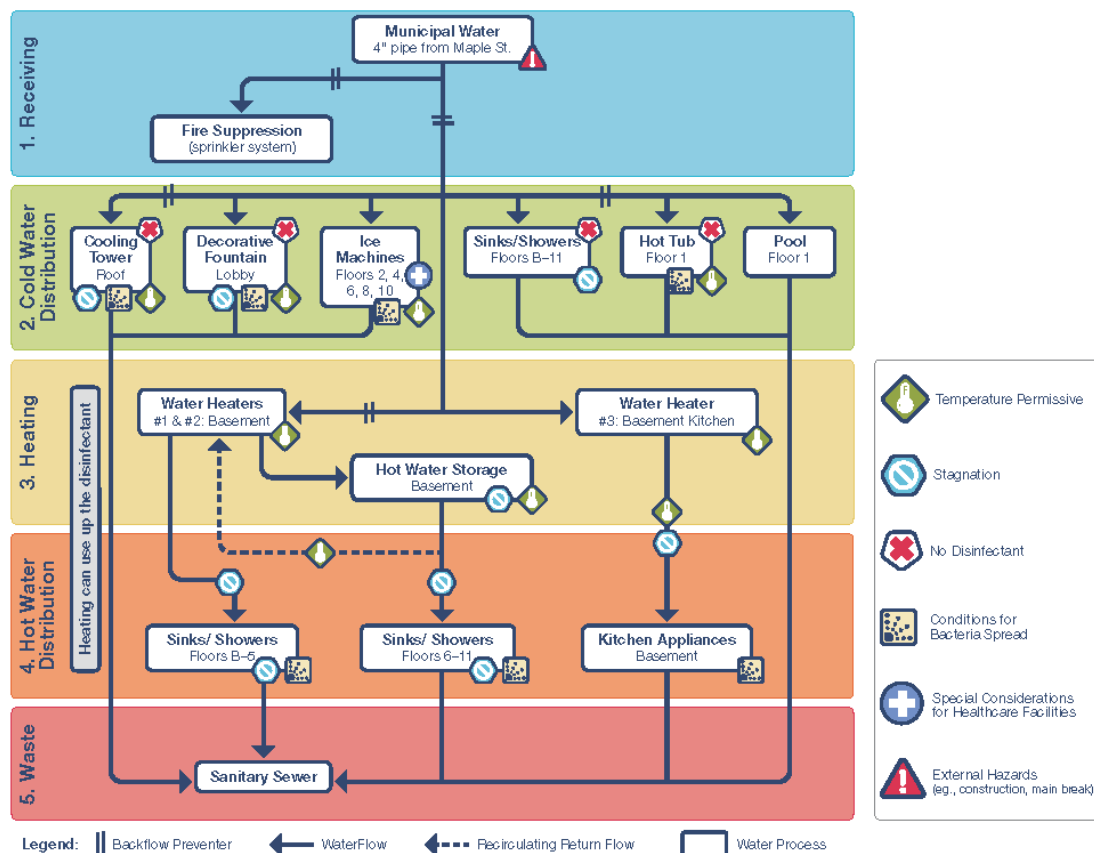 1. Receiving
Municipal Water
4" pipe from Maple St.
Fire Suppression
(sprinkler system)
2. Cold Water
Distribution
Cooling
Tower
Roof
Decorative
Fountain
Lobby
Ice
Machines
Floors 2, 4,
6, 8, 10
Sinks/Showers
Floors B–11
Hot Tub
Floor 1
Pool
Floor 1
3. Heating
Heating can use up the disinfectant
Water Heaters
#1 & #2: Basement
Water Heater
#3: Basement Kitchen
Hot Water Storage
Basement
4. Hot Water
Distribution
Sinks/ Showers
Floors B–5
Sinks/ Showers
Floors 6–11
Kitchen Appliances
Basement
5. Waste
Sanitary Sewer
F
Temperature Permissive
Stagnation
No Disinfectant
Conditions for
Bacteria Spread
Special Considerations
for Healthcare Facilities
External Hazards
(eg., construction, main break)
Legend:
Backflow Preventer
WaterFlow
Recirculating Return Flow
Water Process